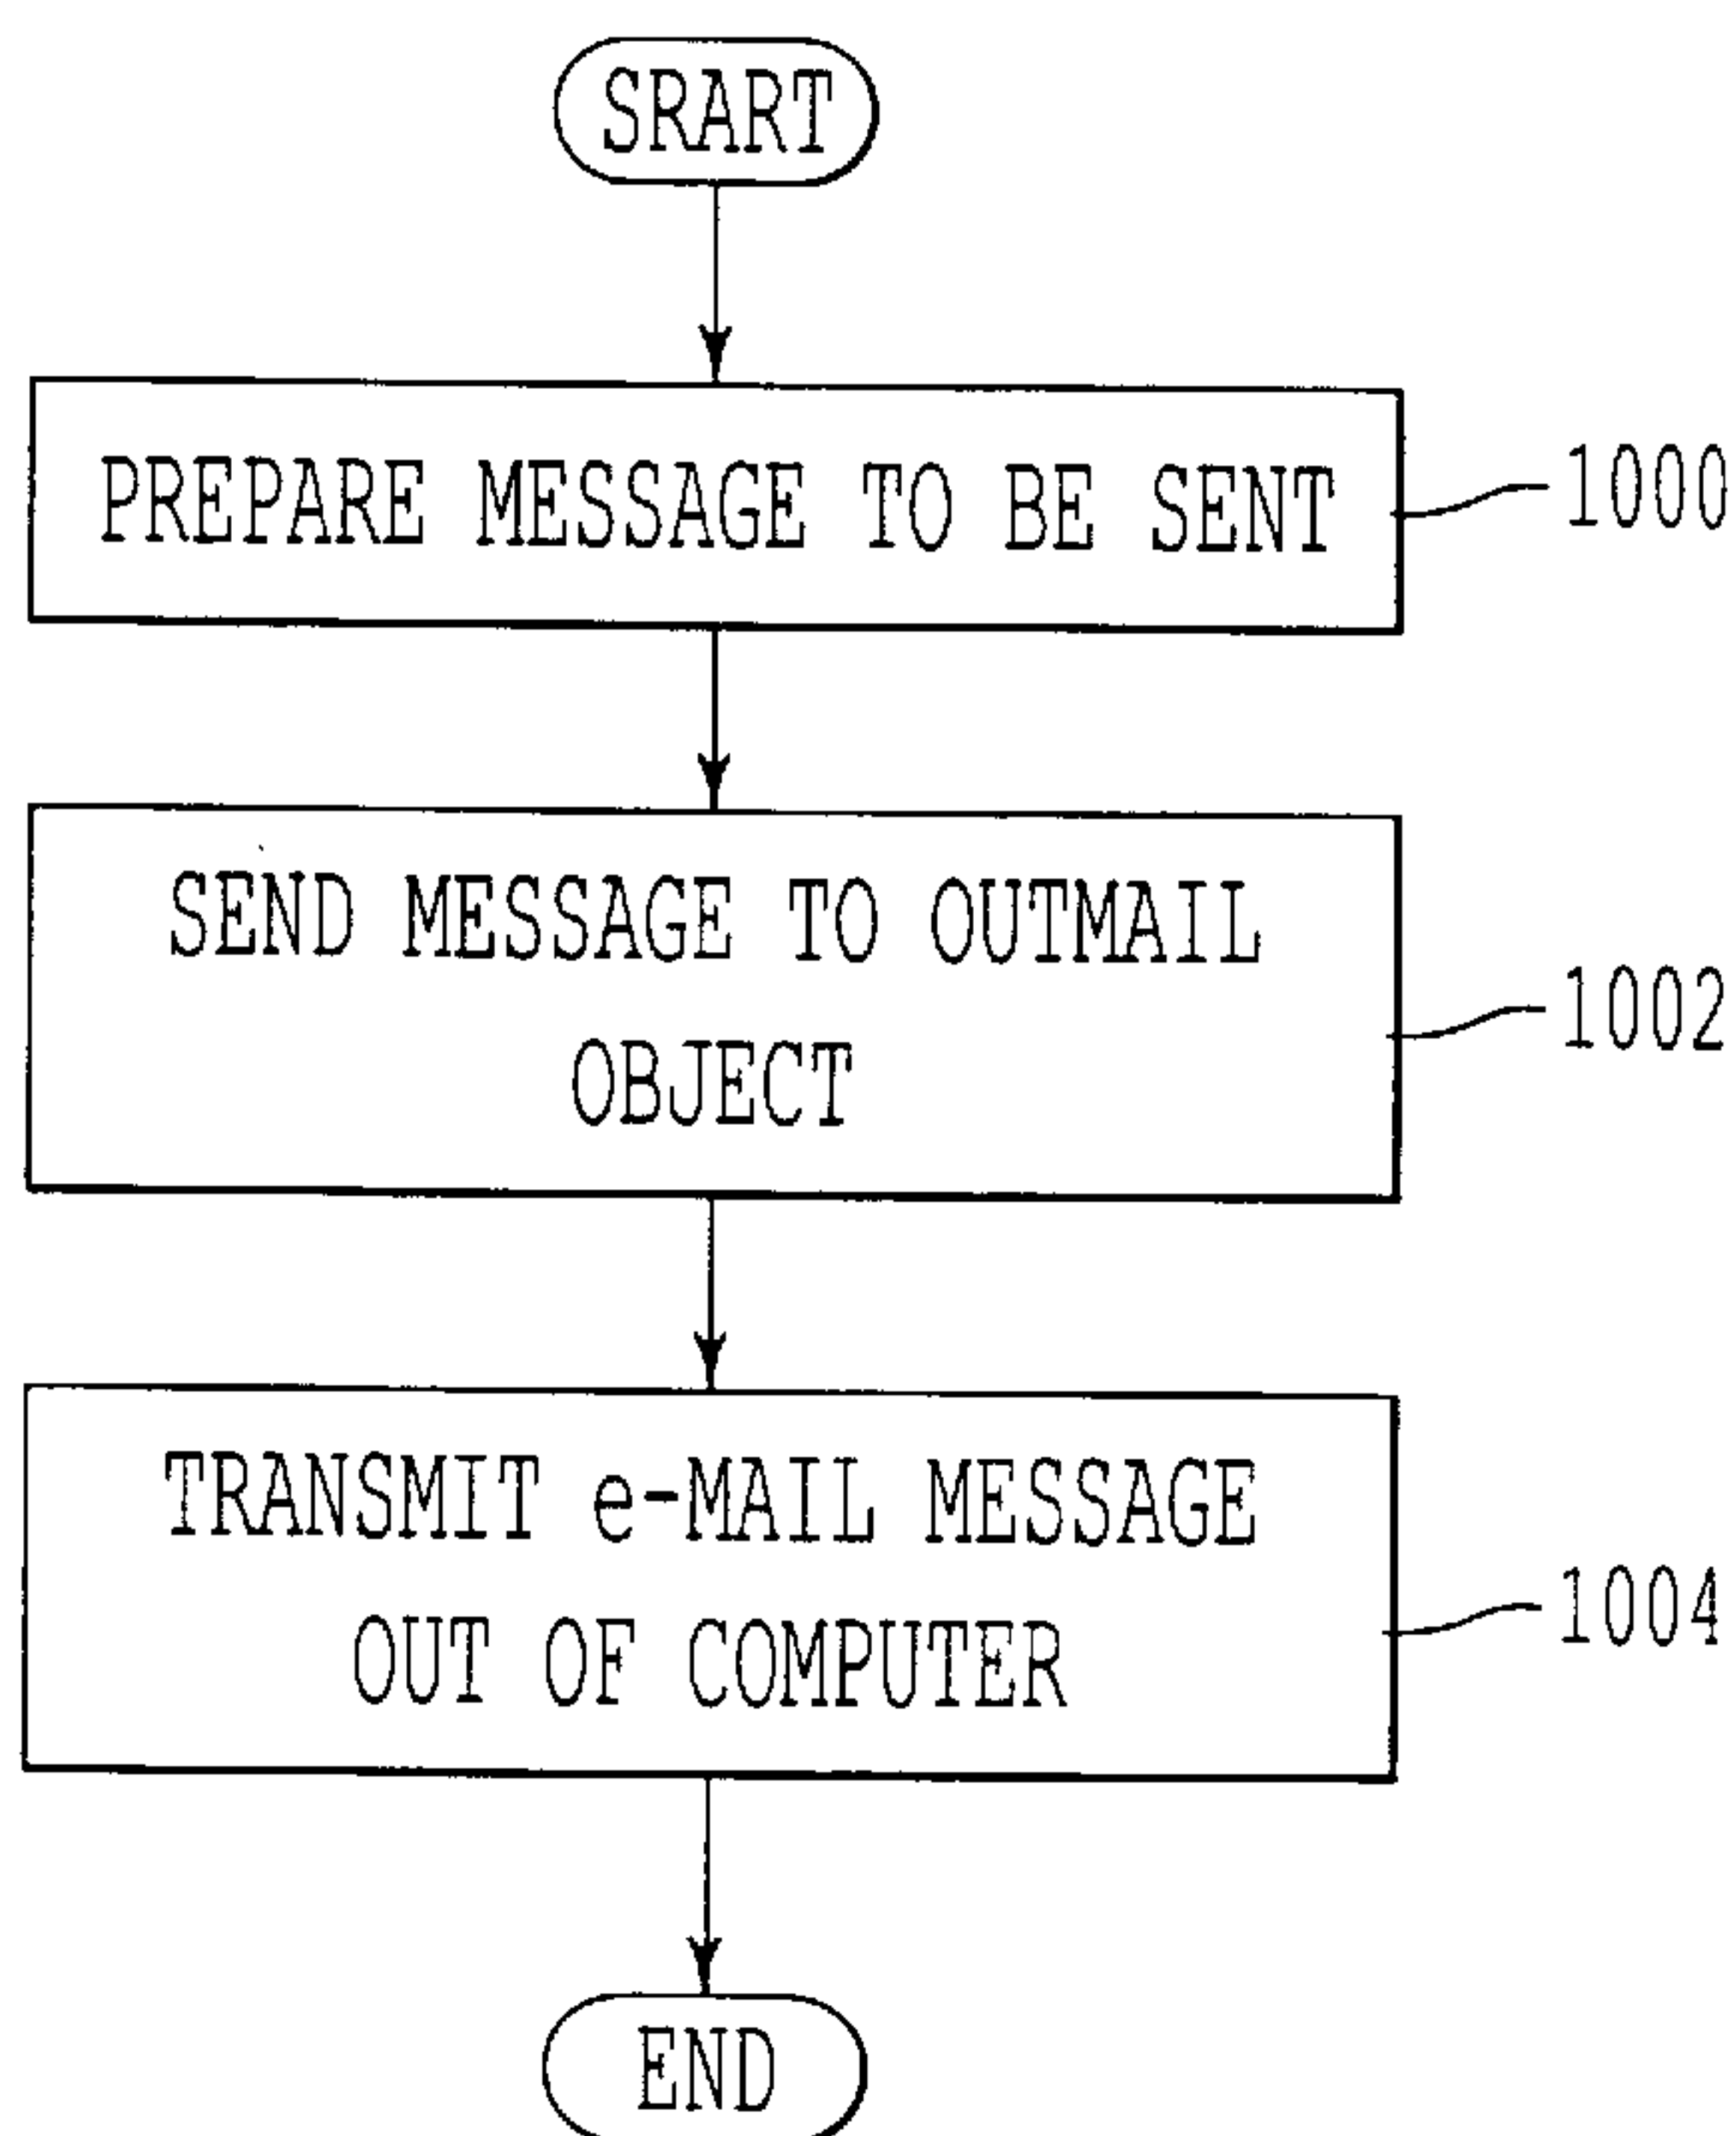 SRART
PREPARE MESSAGE TO BE SENT
1000
SEND MESSAGE TO OUTMAIL
OBJECT
1002
TRANSMIT e-MAIL MESSAGE
OUT OF COMPUTER
1004
END